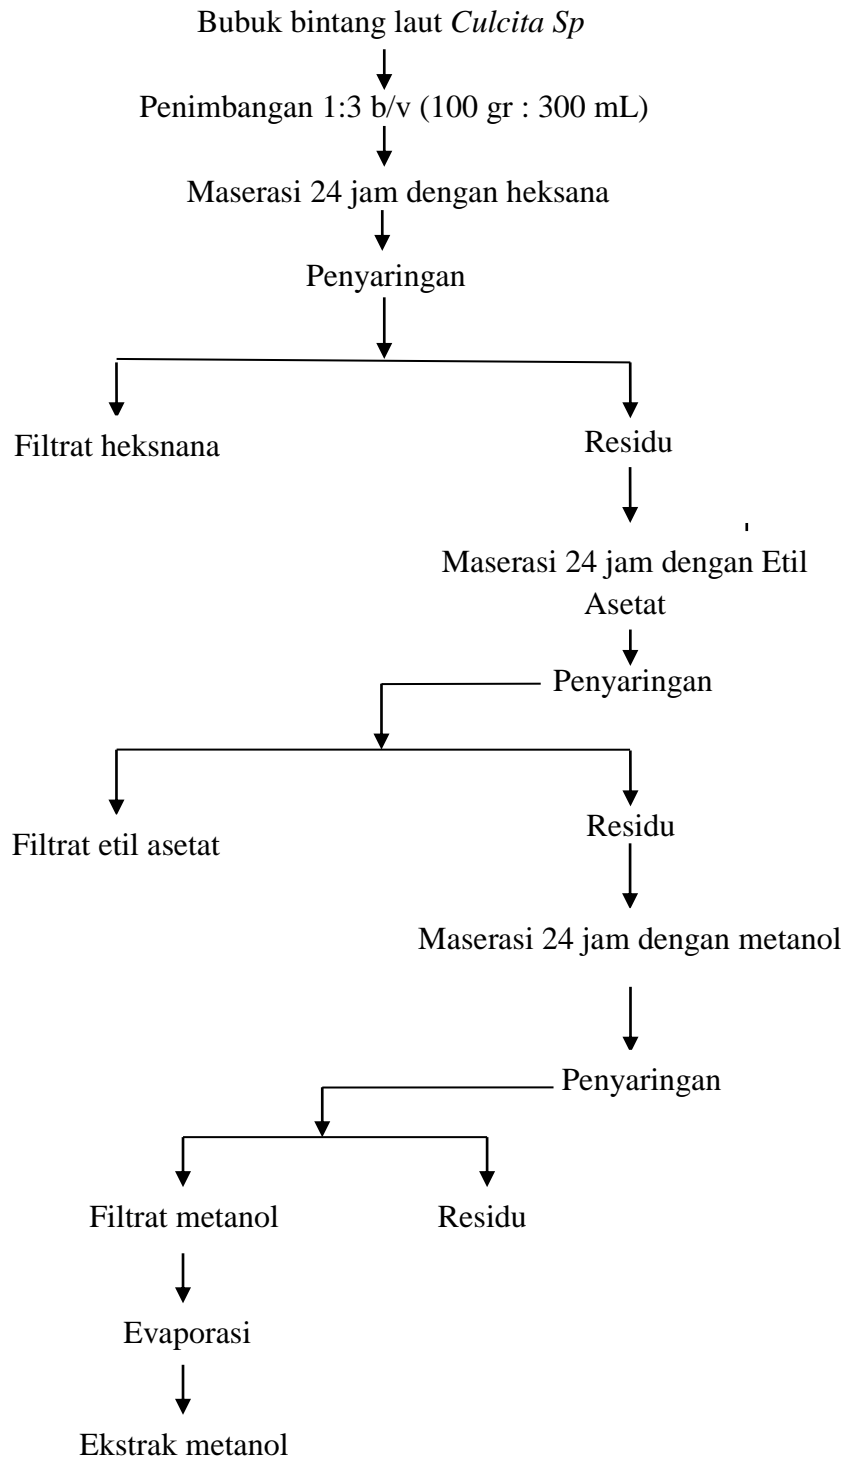 Bubuk bintang laut Culcita Sp
Penimbangan 1:3 b/v (100 gr : 300 mL)
Maserasi 24 jam dengan heksana
Penyaringan
Filtrat heksnana
Residu
Maserasi 24 jam dengan Etil
Asetat
Penyaringan
Filtrat etil asetat
Residu
Maserasi 24 jam dengan metanol
Penyaringan
Filtrat metanol
Residu
Evaporasi
Ekstrak metanol